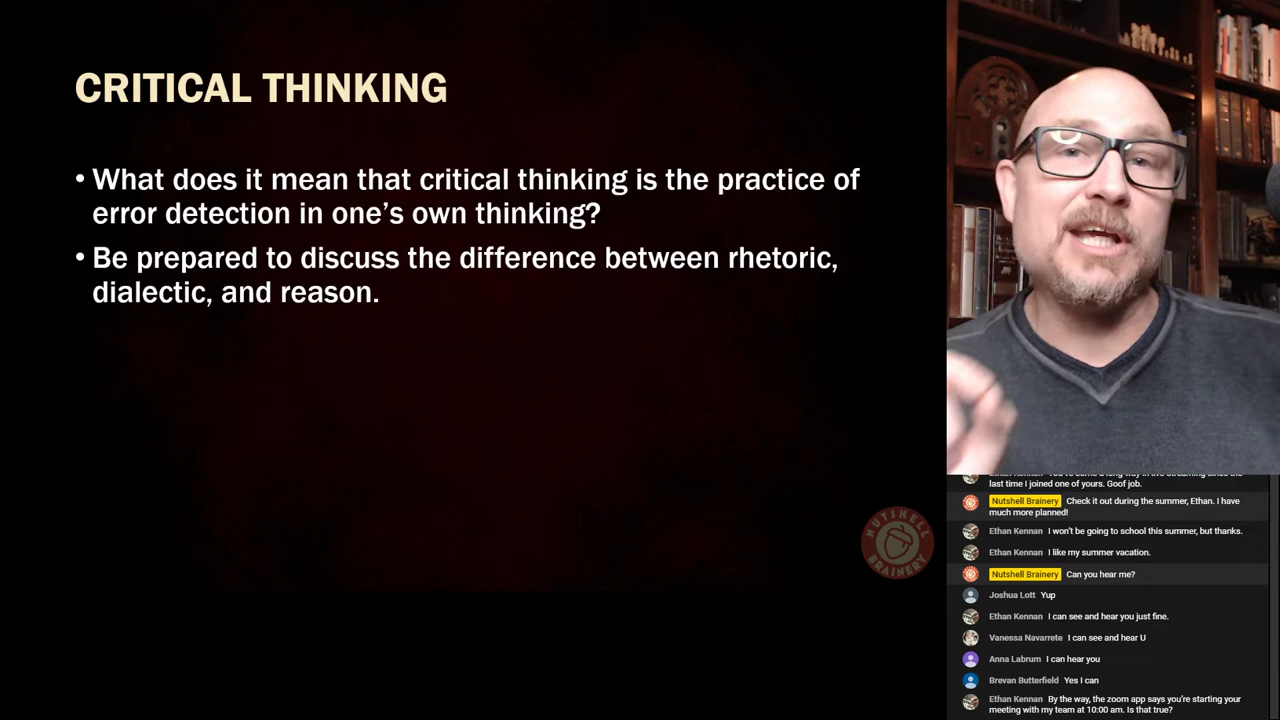 CRITICAL THINKING
• What does it mean that critical thinking is the practice of
error detection in one’s own thinking?
• Be prepared to discuss the difference between rhetoric,
dialectic, and reason.
NUTSHELL
BRAINERY
last time I joined one of yours. Goof job.
Nutshell Brainery Check it out during the summer, Ethan. I have
much more planned!
Ethan Kennan I won't be going to school this summer, but thanks.
Ethan Kennan I like my summer vacation.
Nutshell Brainery Can you hear me?
Joshua Lott Yup
Ethan Kennan I can see and hear you just fine.
Vanessa Navarrete I can see and hear U
Anna Labrum I can hear you
Brevan Butterfield Yes I can
Ethan Kennan By the way, the zoom app says you're starting your
meeting with my team at 10:00 am. Is that true?